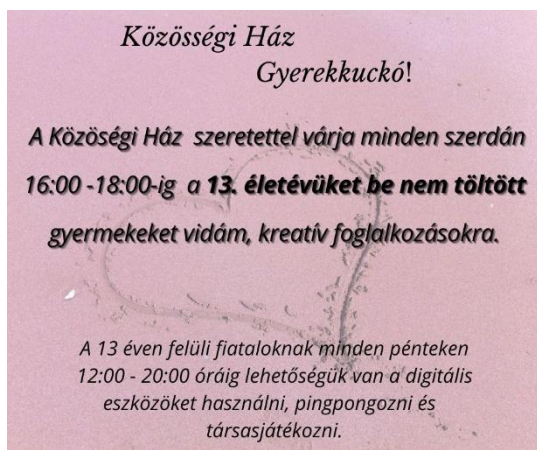 Közösségi Ház
Gyerekkuckó!
A Közöségi Ház szeretettel várja minden szerdán
16:00 -18:00-ig a 13. életévüket be nem töltött
gyermekeket vidám, kreatív foglalkozásokra.
A 13 éven felüli fiataloknak minden pénteken
12:00 - 20:00 óráig lehetőségük van a digitális
eszközöket használni, pingpongozni és
társasjátékozni.